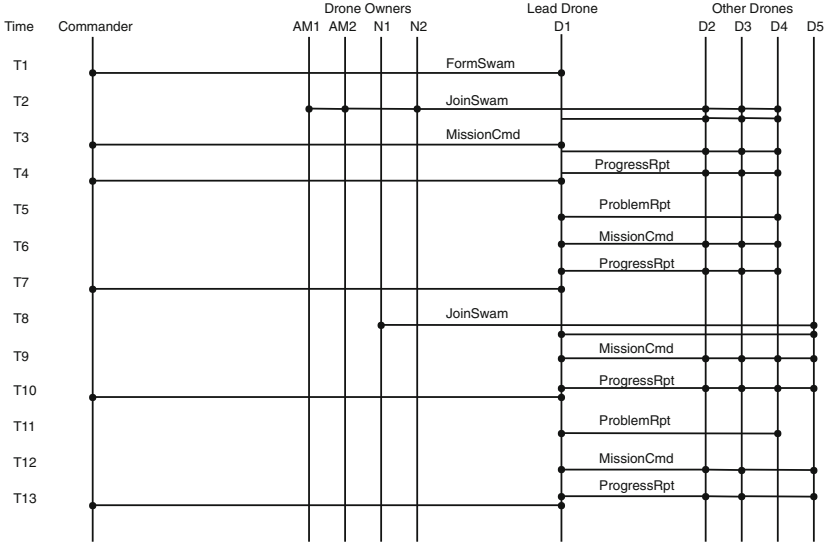 Drone Owners Lead Drone Other Drones
Time Commander AM1 AM2 N1 N2 D1 D2 D3 D4 D5
T1 FormSwam
T2 JoinSwam
T3 MissionCmd
T4 ProgressRpt
T5 ProblemRpt
T6 MissionCmd
ProgressRpt
T7
T8 JoinSwam
T9 MissionCmd
T10 ProgressRpt
T11 ProblemRpt
T12 MissionCmd
T13 ProgressRpt